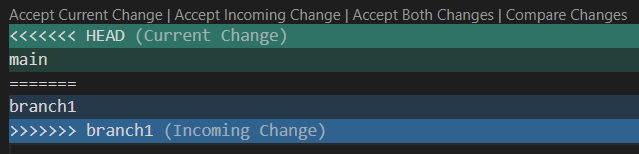 Accept Current Change | Accept Incoming Change | Accept Both Changes | Compare Changes
<<<<<<< HEAD (Current Change)
main
=======
branch1
>>>>>>> branch1 (Incoming Change)